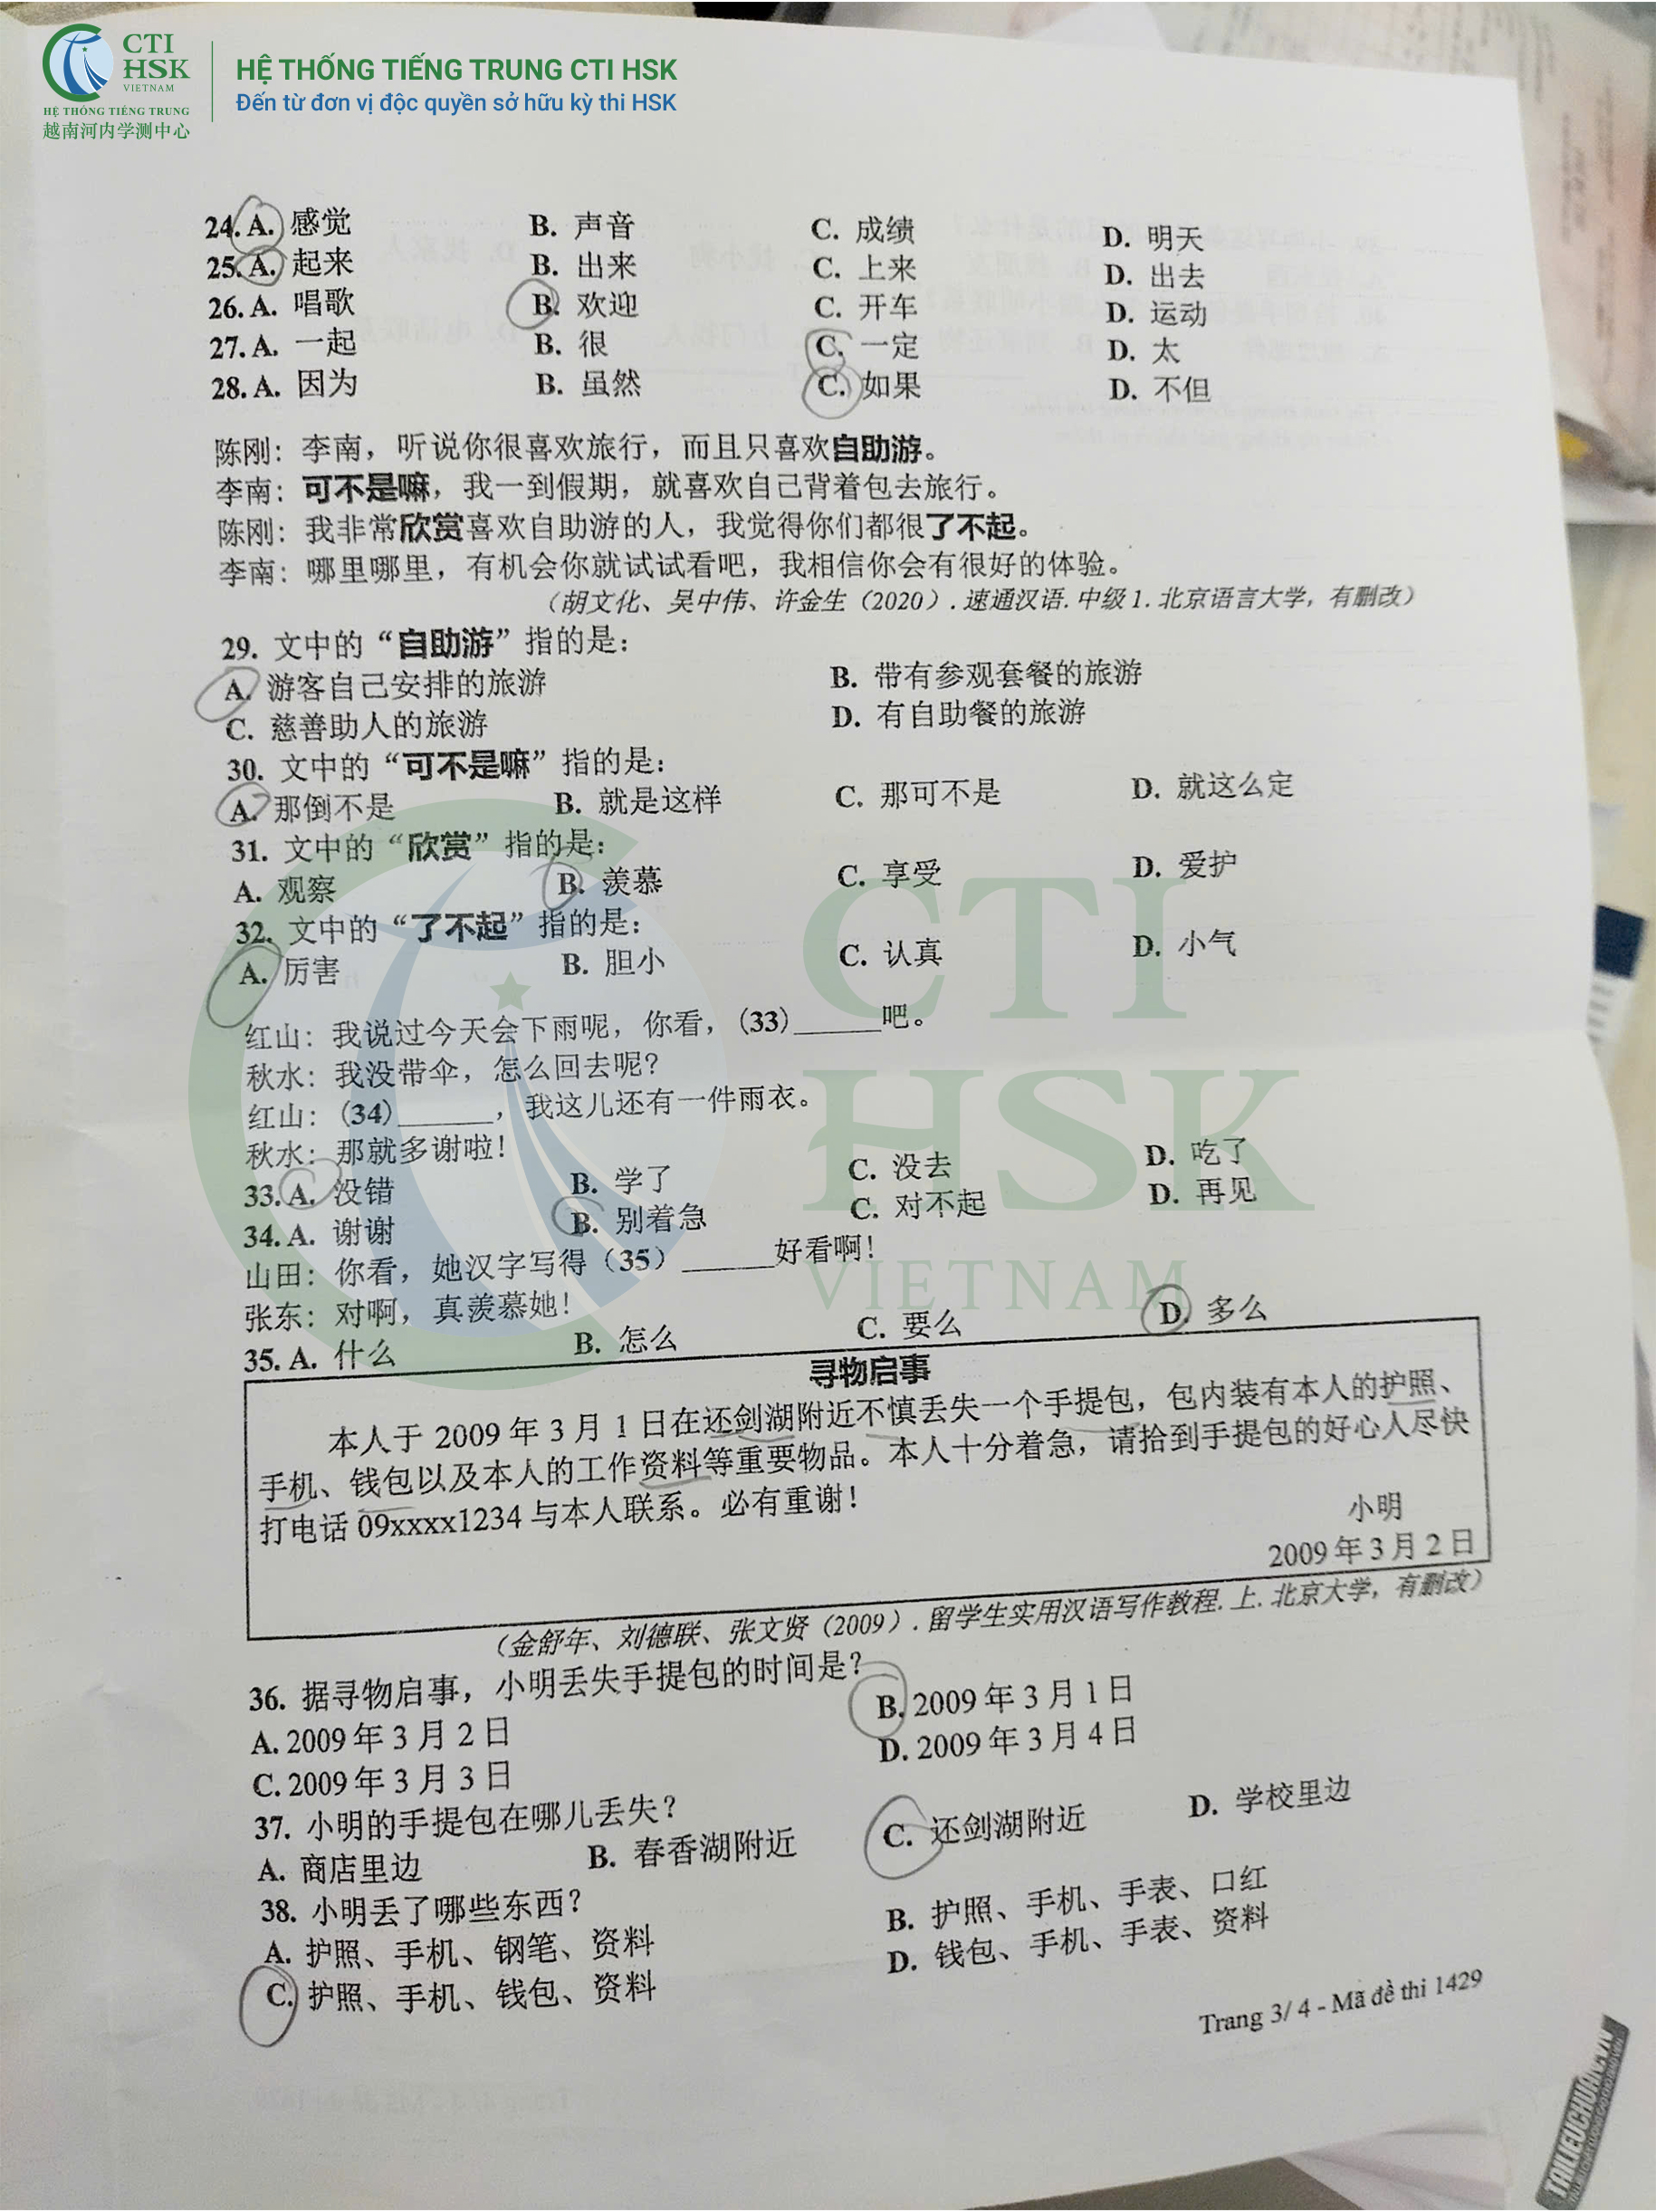 CTI
HSK
VIETNAM
HỆ THỐNG TIẾNG TRUNG
越南河内学测中心
HỆ THỐNG TIẾNG TRUNG CTI HSK
Đến từ đơn vị độc quyền sở hữu kỳ thi HSK
24. A. 感觉 B. 声音 C. 成绩 D. 明天
25. A. 起来 B. 出来 C. 上来 D. 出去
26. A. 唱歌 B. 欢迎 C. 开车 D. 运动
27. A. 一起 B. 很 C. 一定 D. 太
28. A. 因为 B. 虽然 C. 如果 D. 不但
陈刚：李南，听说你很喜欢旅行，而且只喜欢自助游。
李南：可不是嘛，我一到假期，就喜欢自己背着包去旅行。
陈刚：我非常欣赏喜欢自助游的人，我觉得你们都很了不起。
李南：哪里哪里，有机会你就试试看吧，我相信你会有很好的体验。
（胡文化、吴中伟、许金生（2020）. 速通汉语. 中级 1. 北京语言大学，有删改）
29. 文中的“自助游”指的是：
A. 游客自己安排的旅游 B. 带有参观套餐的旅游
C. 慈善助人的旅游 D. 有自助餐的旅游
30. 文中的“可不是嘛”指的是：
A. 那倒不是 B. 就是这样 C. 那可不是 D. 就这么定
31. 文中的“欣赏”指的是：
A. 观察 B. 羡慕 C. 享受 D. 爱护
32. 文中的“了不起”指的是：
A. 厉害 B. 胆小 C. 认真 D. 小气
红山：我说过今天会下雨呢，你看，(33)______吧。
秋水：我没带伞，怎么回去呢？
红山：(34)______，我这儿还有一件雨衣。
秋水：那就多谢啦！
33. A. 没错 B. 学了 C. 没去 D. 吃了
34. A. 谢谢 B. 别着急 C. 对不起 D. 再见
山田：你看，她汉字写得（35）______好看啊！
张东：对啊，真羡慕她！
35. A. 什么 B. 怎么 C. 要么 D. 多么
寻物启事
本人于 2009 年 3 月 1 日在还剑湖附近不慎丢失一个手提包，包内装有本人的护照、
手机、钱包以及本人的工作资料等重要物品。本人十分着急，请拾到手提包的好心人尽快
打电话 09xxxx1234 与本人联系。必有重谢！
小明
2009 年 3 月 2 日
（金舒年、刘德联、张文贤（2009）. 留学生实用汉语写作教程. 上. 北京大学，有删改）
36. 据寻物启事，小明丢失手提包的时间是？
A. 2009 年 3 月 2 日 B. 2009 年 3 月 1 日
C. 2009 年 3 月 3 日 D. 2009 年 3 月 4 日
37. 小明的手提包在哪儿丢失？
A. 商店里边 B. 春香湖附近 C. 还剑湖附近 D. 学校里边
38. 小明丢了哪些东西？
A. 护照、手机、钢笔、资料 B. 护照、手机、手表、口红
C. 护照、手机、钱包、资料 D. 钱包、手机、手表、资料
Trang 3/ 4 - Mã đề thi 1429
CTI
HSK
VIETNAM
TAILIEUCHUAN.VN